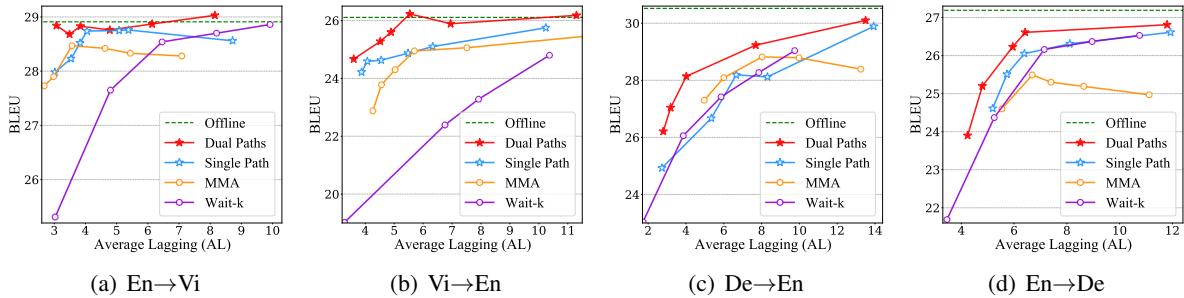 BLEU
29
28
27
26
3 4 5 6 7 8 9 10
Average Lagging (AL)
Offline
Dual Paths
Single Path
MMA
Wait-k
(a) En→Vi
BLEU
26
24
22
20
4 5 6 7 8 9 10 11
Average Lagging (AL)
Offline
Dual Paths
Single Path
MMA
Wait-k
(b) Vi→En
BLEU
30
28
26
24
2 4 6 8 10 12 14
Average Lagging (AL)
Offline
Dual Paths
Single Path
MMA
Wait-k
(c) De→En
BLEU
27
26
25
24
23
22
4 6 8 10 12
Average Lagging (AL)
Offline
Dual Paths
Single Path
MMA
Wait-k
(d) En→De